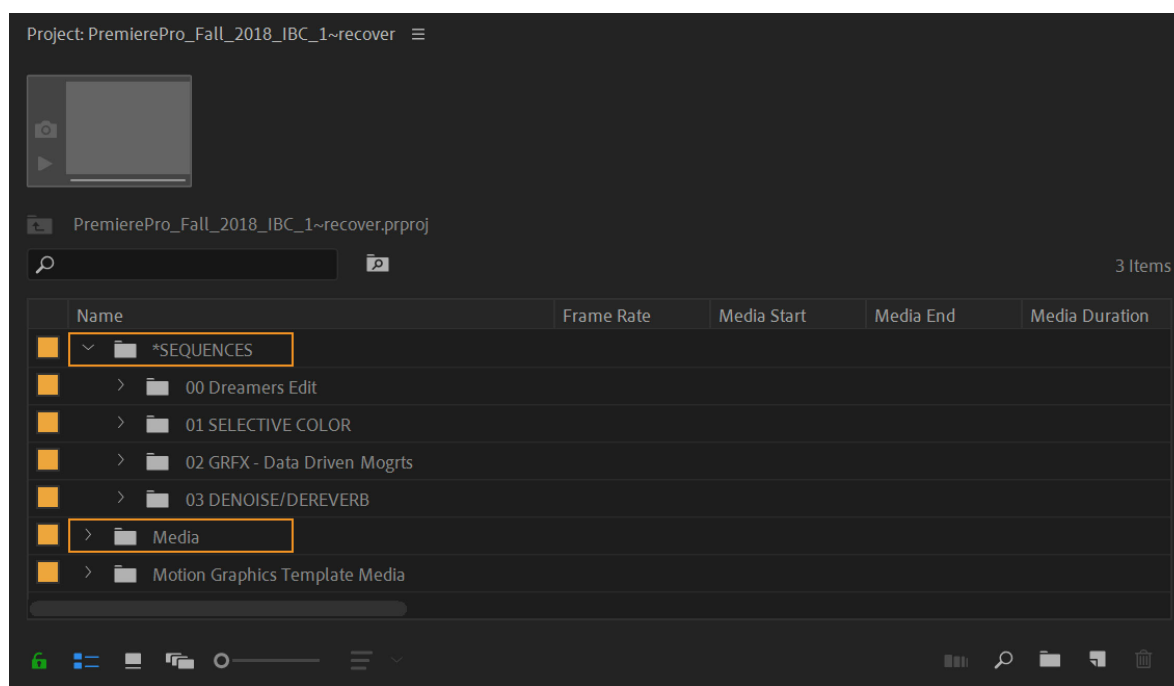 Project: PremierePro_Fall_2018_IBC_1~recover
PremierePro_Fall_2018_IBC_1~recover.prproj
3 Items
Name Frame Rate Media Start Media End Media Duration
*SEQUENCES
00 Dreamers Edit
01 SELECTIVE COLOR
02 GRFX - Data Driven Mogrts
03 DENOISE/DEREVERB
Media
Motion Graphics Template Media